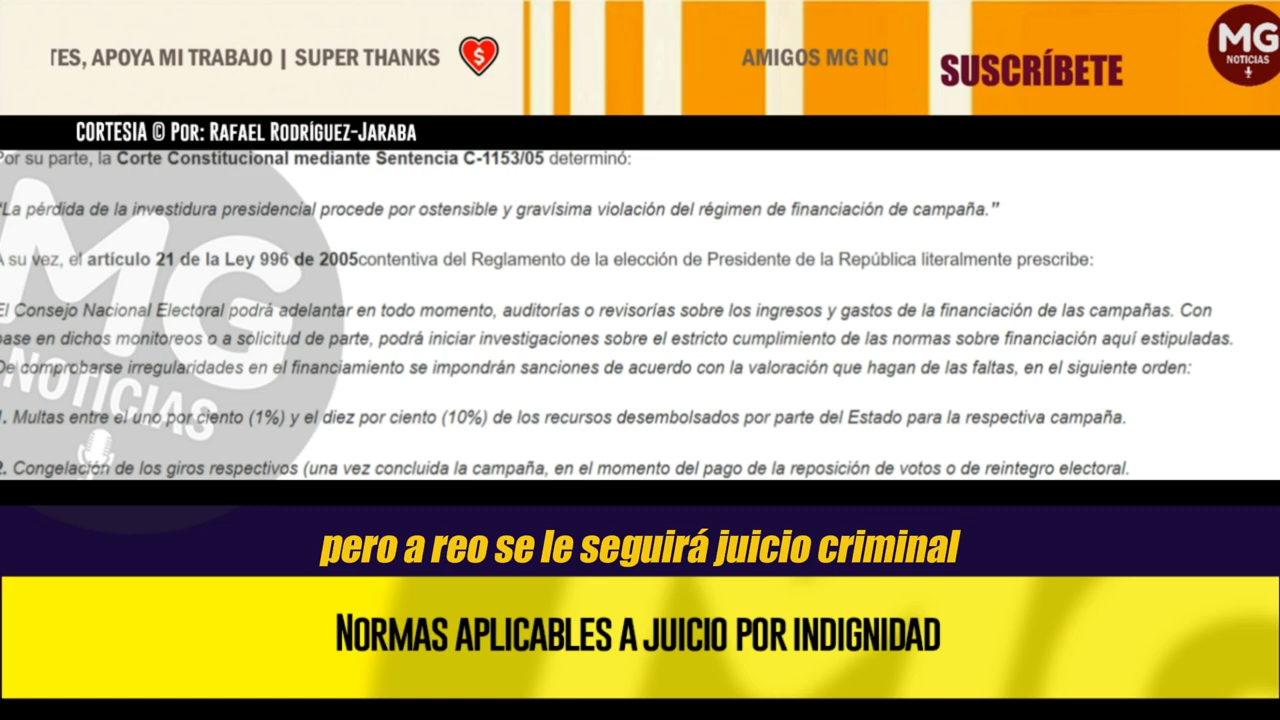 TES, APOYA MI TRABAJO | SUPER THANKS
AMIGOS MG NO
SUSCRÍBETE
MG
NOTICIAS
CORTESIA © POR: RAFAEL RODRÍGUEZ-JARABA
Por su parte, la Corte Constitucional mediante Sentencia C-1153/05 determinó:
"La pérdida de la investidura presidencial procede por ostensible y gravísima violación del régimen de financiación de campaña."
A su vez, el artículo 21 de la Ley 996 de 2005contentiva del Reglamento de la elección de Presidente de la República literalmente prescribe:
El Consejo Nacional Electoral podrá adelantar en todo momento, auditorías o revisorías sobre los ingresos y gastos de la financiación de las campañas. Con
base en dichos monitoreos o a solicitud de parte, podrá iniciar investigaciones sobre el estricto cumplimiento de las normas sobre financiación aquí estipuladas.
De comprobarse irregularidades en el financiamiento se impondrán sanciones de acuerdo con la valoración que hagan de las faltas, en el siguiente orden:
1. Multas entre el uno por ciento (1%) y el diez por ciento (10%) de los recursos desembolsados por parte del Estado para la respectiva campaña.
2. Congelación de los giros respectivos (una vez concluida la campaña, en el momento del pago de la reposición de votos o de reintegro electoral.
MG
NOTICIAS
pero a reo se le seguirá juicio criminal
NORMAS APLICABLES A JUICIO POR INDIGNIDAD